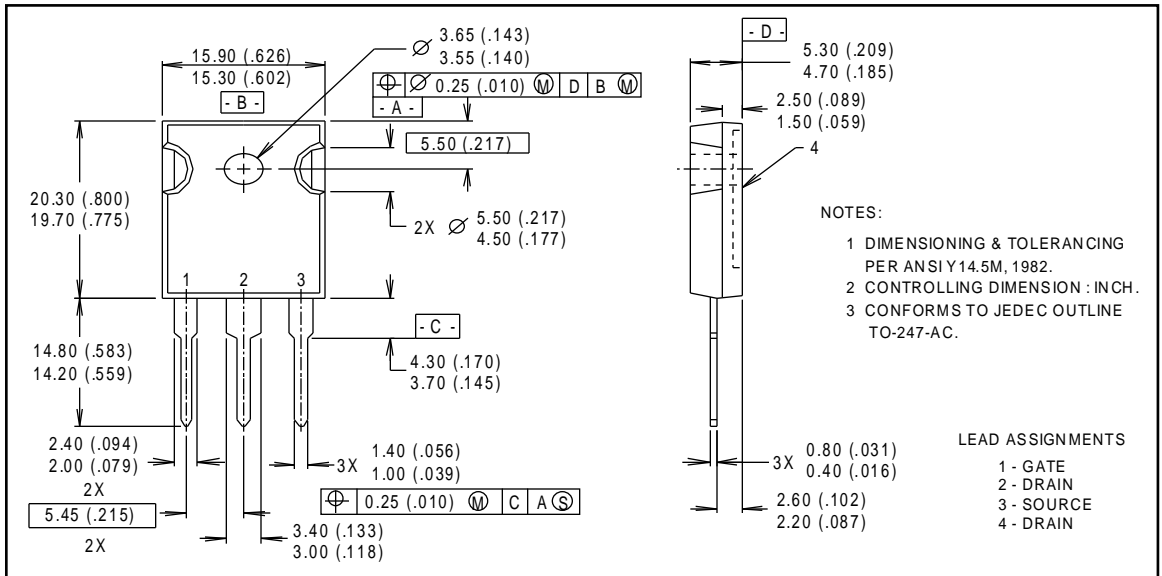 15.90 (.626)
15.30 (.602)
- B -
3.65 (.143)
3.55 (.140)
0.25 (.010) Ⓜ D B Ⓜ
- A -
5.50 (.217)
20.30 (.800)
19.70 (.775)
2X ⌀ 5.50 (.217)
4.50 (.177)
1 2 3
- C -
14.80 (.583)
14.20 (.559)
4.30 (.170)
3.70 (.145)
2.40 (.094)
2.00 (.079)
2X
5.45 (.215)
2X
3X 1.40 (.056)
1.00 (.039)
0.25 (.010) Ⓜ C A Ⓢ
3.40 (.133)
3.00 (.118)
- D -
5.30 (.209)
4.70 (.185)
2.50 (.089)
1.50 (.059)
4
NOTES:
1 DIMENSIONING & TOLERANCING
PER ANSI Y14.5M, 1982.
2 CONTROLLING DIMENSION : INCH.
3 CONFORMS TO JEDEC OUTLINE
TO-247-AC.
3X 0.80 (.031)
0.40 (.016)
2.60 (.102)
2.20 (.087)
LEAD ASSIGNMENTS
1 - GATE
2 - DRAIN
3 - SOURCE
4 - DRAIN